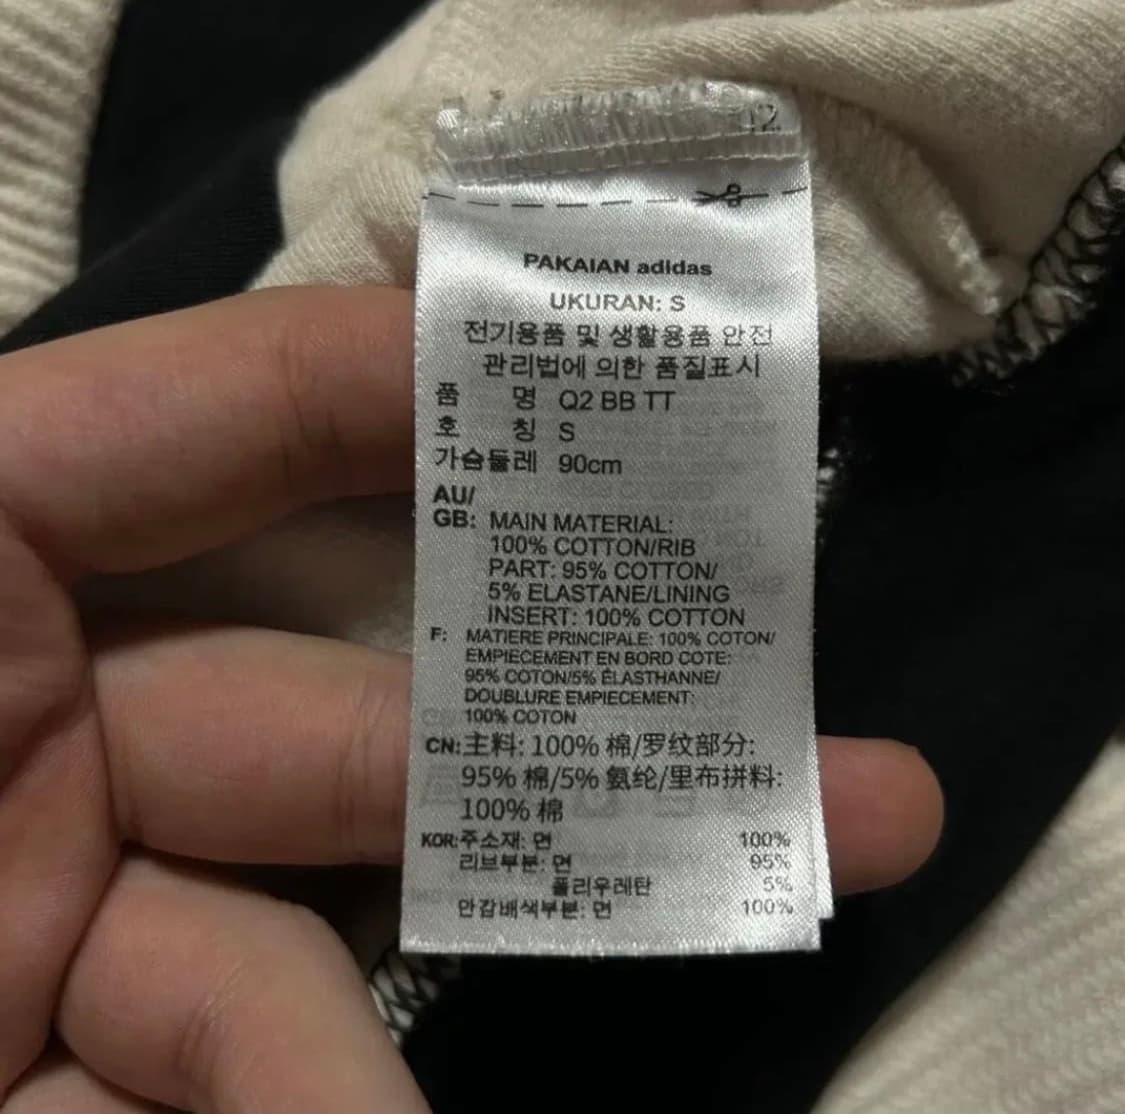 12
PAKAIAN adidas
UKURAN: S
전기용품 및 생활용품 안전
관리법에 의한 품질표시
품 명 Q2 BB TT
호 칭 S
가슴둘레 90cm
AU/
GB: MAIN MATERIAL:
100% COTTON/RIB
PART: 95% COTTON/
5% ELASTANE/LINING
INSERT: 100% COTTON
F: MATIERE PRINCIPALE: 100% COTON/
EMPIECEMENT EN BORD COTE:
95% COTON/5% ÉLASTHANNE/
DOUBLURE EMPIECEMENT:
100% COTON
CN:主料: 100% 棉/罗纹部分:
95% 棉/5% 氨纶/里布拼料:
100% 棉
KOR:주소재: 면 100%
리브부분: 면 95%
폴리우레탄 5%
안감배색부분: 면 100%